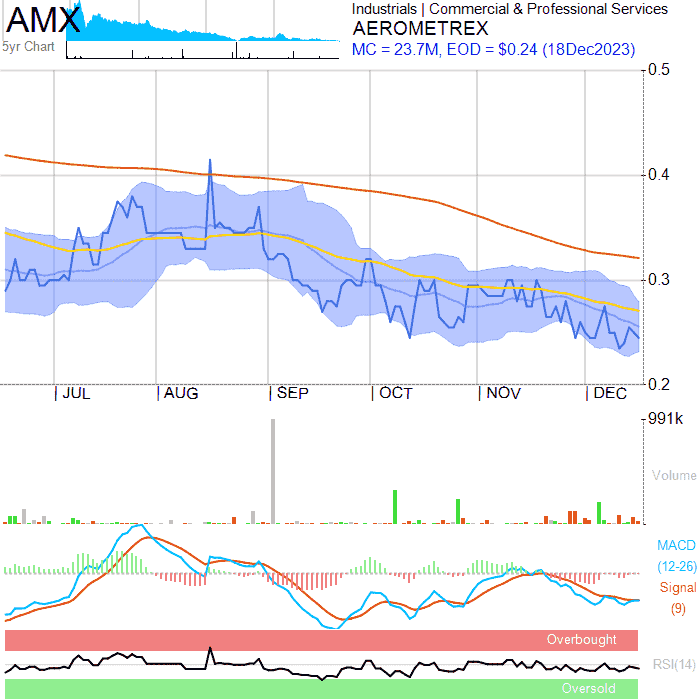 AMX
5yr Chart
Industrials | Commercial & Professional Services
AEROMETREX
MC = 23.7M, EOD = $0.24 (18Dec2023)
0.5
0.4
0.3
0.2
JUL AUG SEP OCT NOV DEC
991k
Volume
MACD
(12-26)
Signal
(9)
Overbought
RSI(14)
Oversold